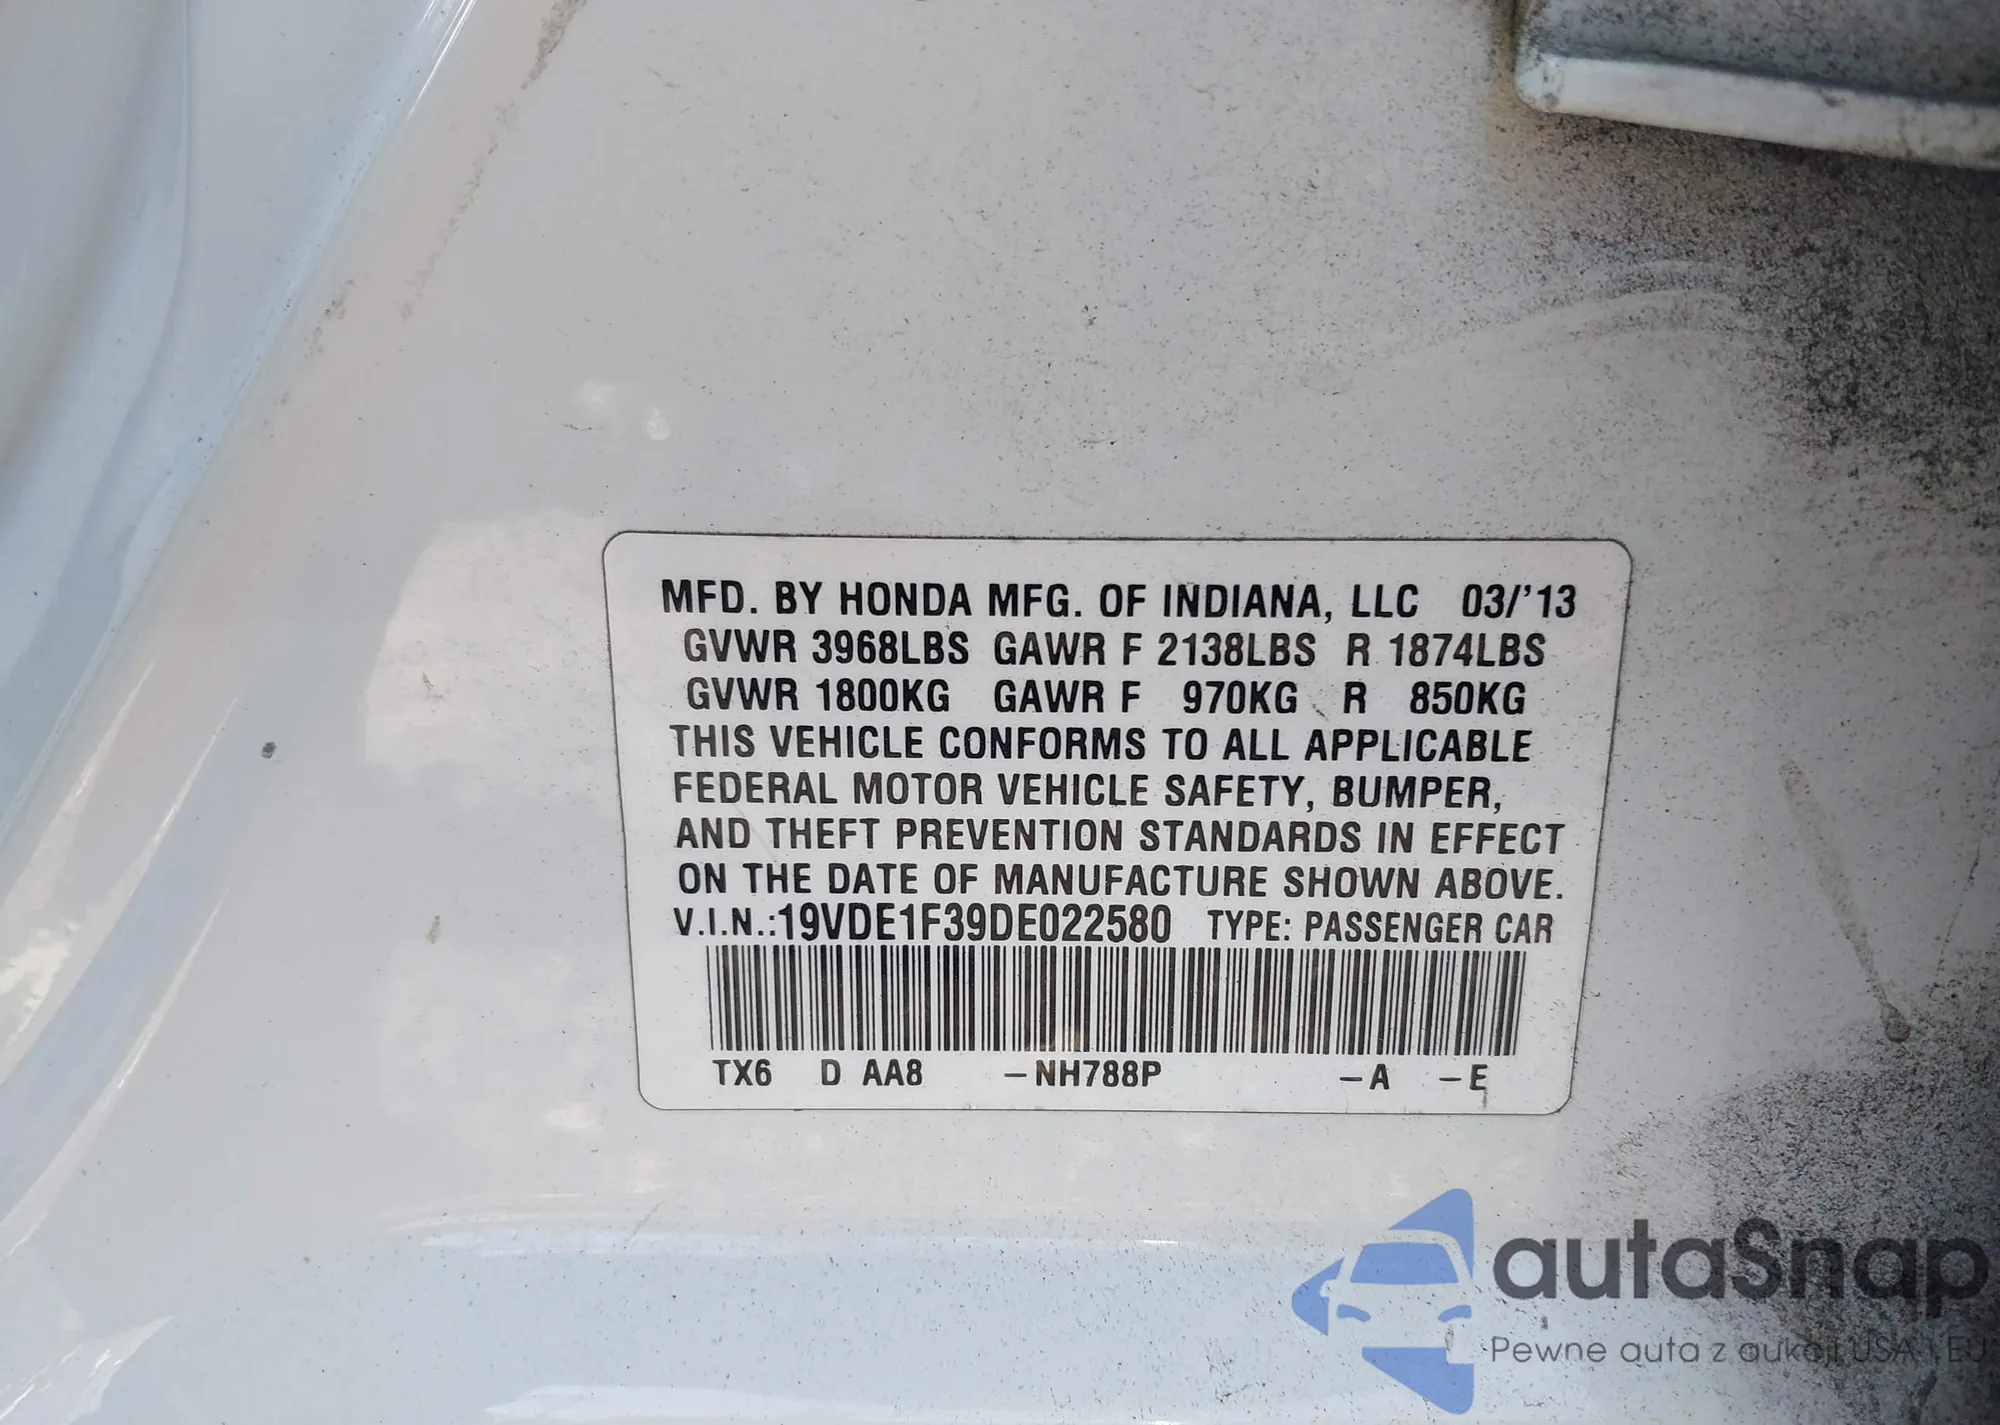 MFD. BY HONDA MFG. OF INDIANA, LLC 03/'13
GVWR 3968LBS GAWR F 2138LBS R 1874LBS
GVWR 1800KG GAWR F 970KG R 850KG
THIS VEHICLE CONFORMS TO ALL APPLICABLE
FEDERAL MOTOR VEHICLE SAFETY, BUMPER,
AND THEFT PREVENTION STANDARDS IN EFFECT
ON THE DATE OF MANUFACTURE SHOWN ABOVE.
V.I.N.:19VDE1F39DE022580 TYPE: PASSENGER CAR
TX6 D AA8 –NH788P –A –E
autaSnap
Pewne auta z aukcji USA i EU